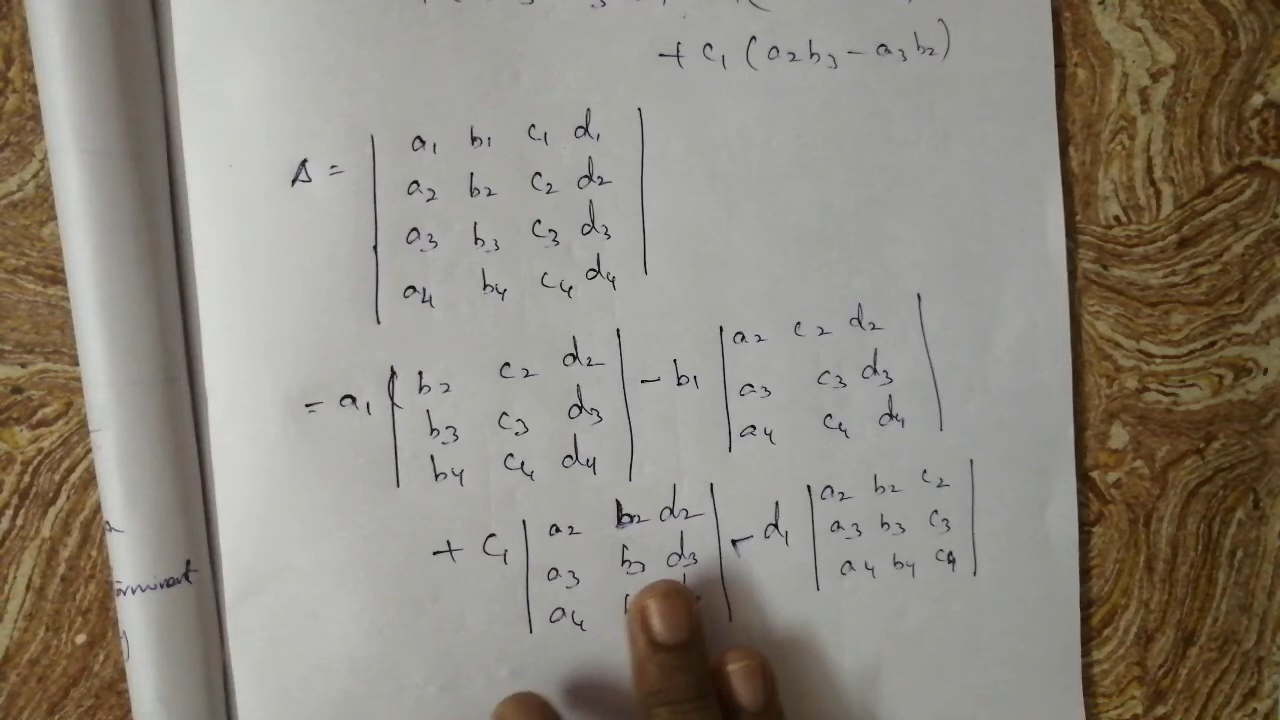 + c₁ (a₂b₃ - a₃b₂)
Δ = | a₁ b₁ c₁ d₁ |
| a₂ b₂ c₂ d₂ |
| a₃ b₃ c₃ d₃ |
| a₄ b₄ c₄ d₄ |
= a₁ | b₂ c₂ d₂ | - b₁ | a₂ c₂ d₂ |
| b₃ c₃ d₃ | | a₃ c₃ d₃ |
| b₄ c₄ d₄ | | a₄ c₄ d₄ |
+ c₁ | a₂ b₂ d₂ | - d₁ | a₂ b₂ c₂ |
| a₃ b₃ d₃ | | a₃ b₃ c₃ |
| a₄ | | a₄ b₄ c₄ |